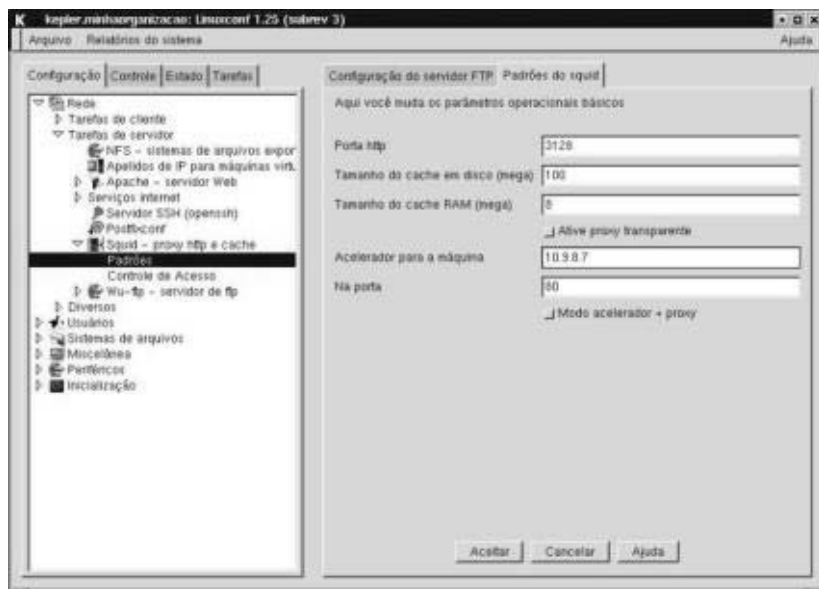 K kepler.minhaorganizacao: Linuxconf 1.25 (subrev 3)
Arquivo Relatórios do sistema Ajuda
Configuração Controle Estado Tarefas
Rede
Tarefas de cliente
Tarefas de servidor
NFS - sistemas de arquivos expor
Apelidos de IP para máquinas virt.
Apache - servidor Web
Serviços internet
Servidor SSH (openssh)
Postfixconf
Squid - proxy http e cache
Padrões
Controle de Acesso
Wu-ftp - servidor de ftp
Diversos
Usuários
Sistemas de arquivos
Miscelânea
Periféricos
Inicialização
Configuração do servidor FTP Padrões do squid
Aqui você muda os parâmetros operacionais básicos
Porta http 3128
Tamanho do cache em disco (mega) 100
Tamanho do cache RAM (mega) 8
Ative proxy transparente
Acelerador para a máquina 10.9.8.7
Na porta 80
Modo acelerador + proxy
Aceitar Cancelar Ajuda